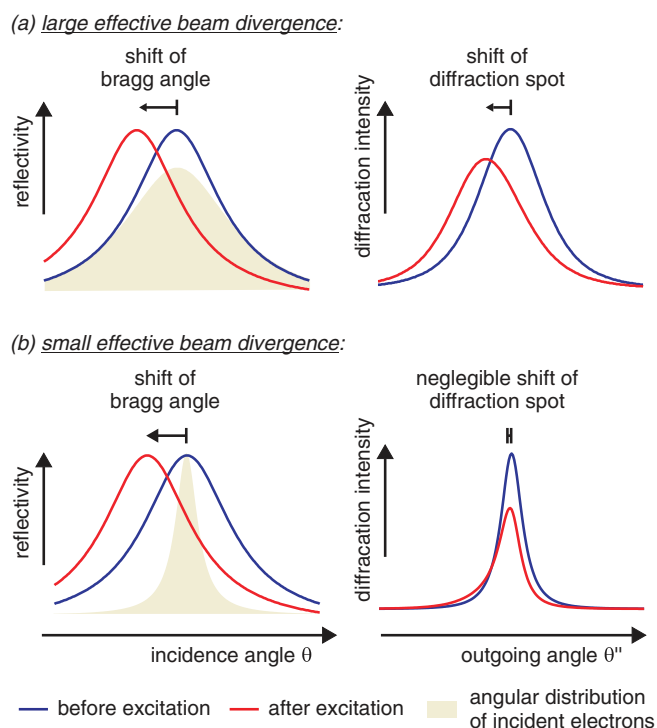 (a) large effective beam divergence:
shift of
bragg angle
shift of
diffraction spot
reflectivity
diffracation intensity
(b) small effective beam divergence:
shift of
bragg angle
neglegible shift of
diffraction spot
reflectivity
diffracation intensity
incidence angle θ
outgoing angle θ"
before excitation
after excitation
angular distribution
of incident electrons